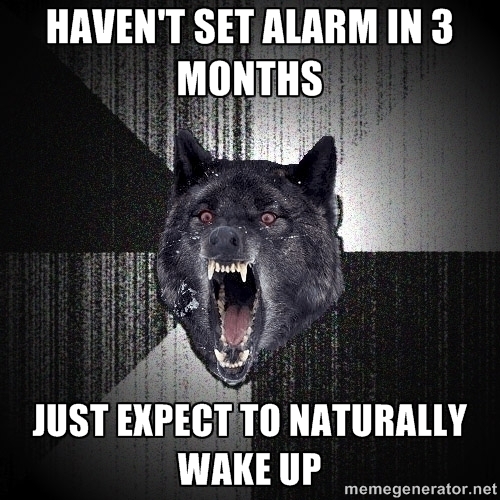 HAVEN'T SET ALARM IN 3
MONTHS
JUST EXPECT TO NATURALLY
WAKE UP
memegenerator.net